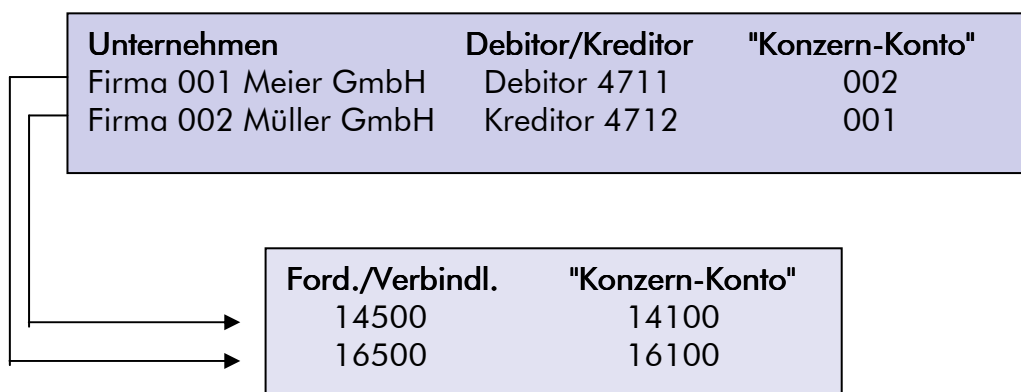 Unternehmen Debitor/Kreditor "Konzern-Konto"
Firma 001 Meier GmbH Debitor 4711 002
Firma 002 Müller GmbH Kreditor 4712 001
Ford./Verbindl. "Konzern-Konto"
14500 14100
16500 16100